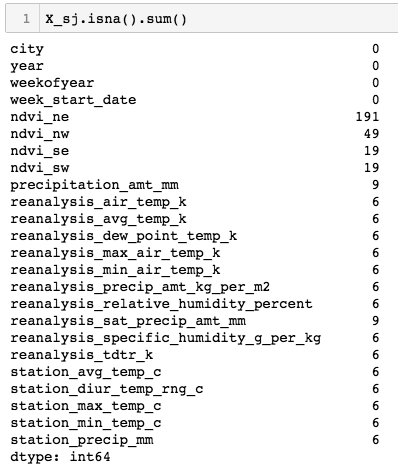 1 X_sj.isna().sum()
city 0
year 0
weekofyear 0
week_start_date 0
ndvi_ne 191
ndvi_nw 49
ndvi_se 19
ndvi_sw 19
precipitation_amt_mm 9
reanalysis_air_temp_k 6
reanalysis_avg_temp_k 6
reanalysis_dew_point_temp_k 6
reanalysis_max_air_temp_k 6
reanalysis_min_air_temp_k 6
reanalysis_precip_amt_kg_per_m2 6
reanalysis_relative_humidity_percent 6
reanalysis_sat_precip_amt_mm 9
reanalysis_specific_humidity_g_per_kg 6
reanalysis_tdtr_k 6
station_avg_temp_c 6
station_diur_temp_rng_c 6
station_max_temp_c 6
station_min_temp_c 6
station_precip_mm 6
dtype: int64